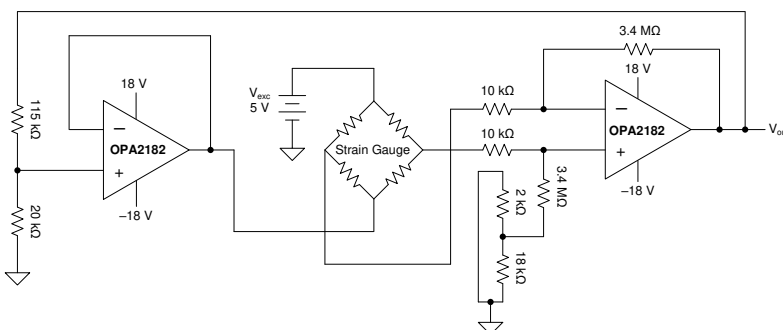 3.4 MΩ
18 V
18 V
V_exc
5 V
10 kΩ
115 kΩ
–
OPA2182
+
Strain Gauge
10 kΩ
–
OPA2182
+
–18 V
–18 V
20 kΩ
2 kΩ
3.4 MΩ
18 kΩ